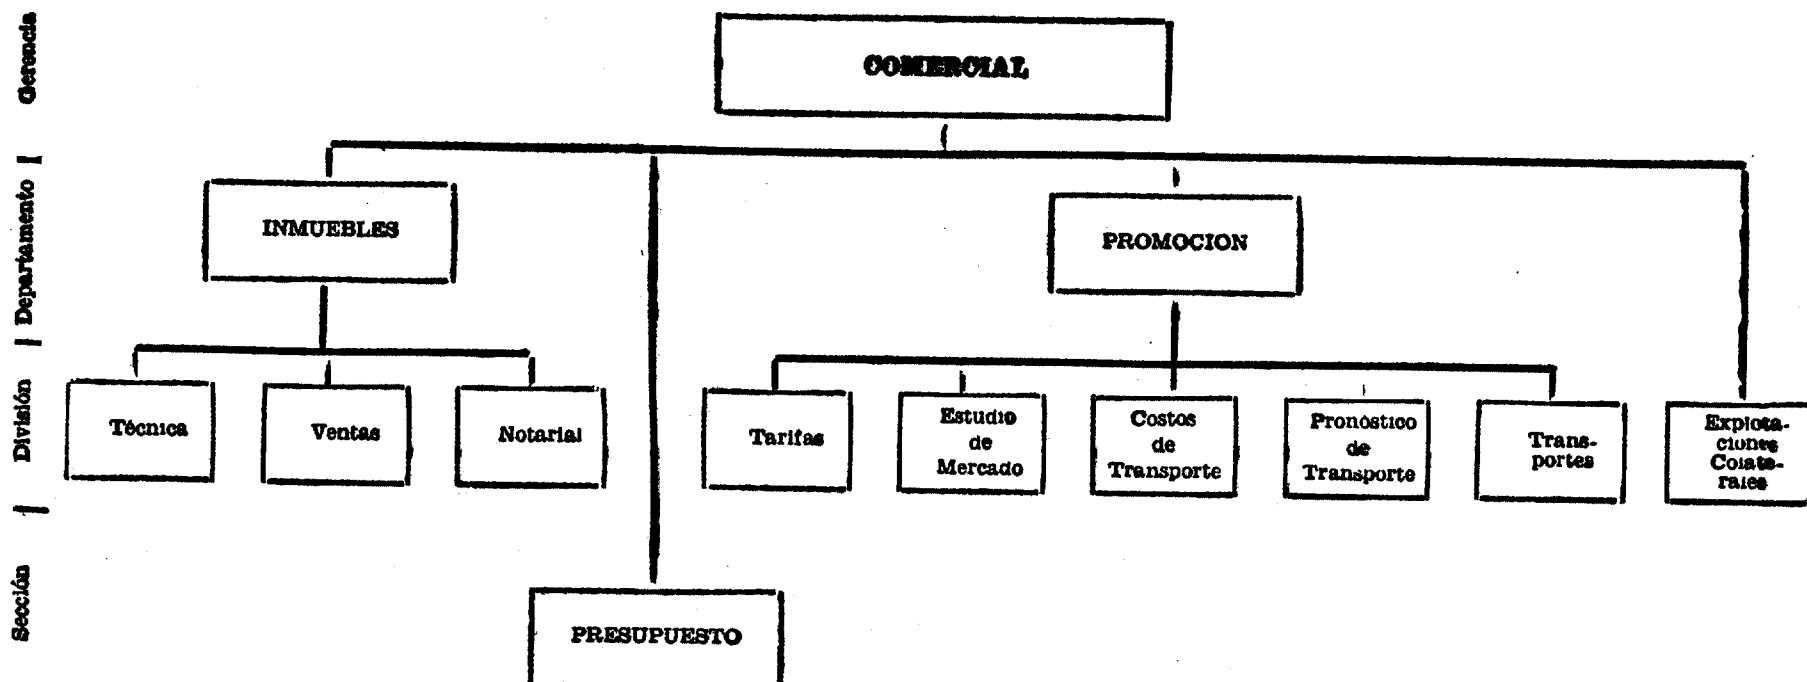 Gerencia
COMERCIAL
Departamento
INMUEBLES
PROMOCION
División
Técnica
Ventas
Notarial
Tarifas
Estudio
de
Mercado
Costos
de
Transporte
Pronóstico
de
Transporte
Trans-
portes
Explota-
ciones
Colate-
rales
Sección
PRESUPUESTO